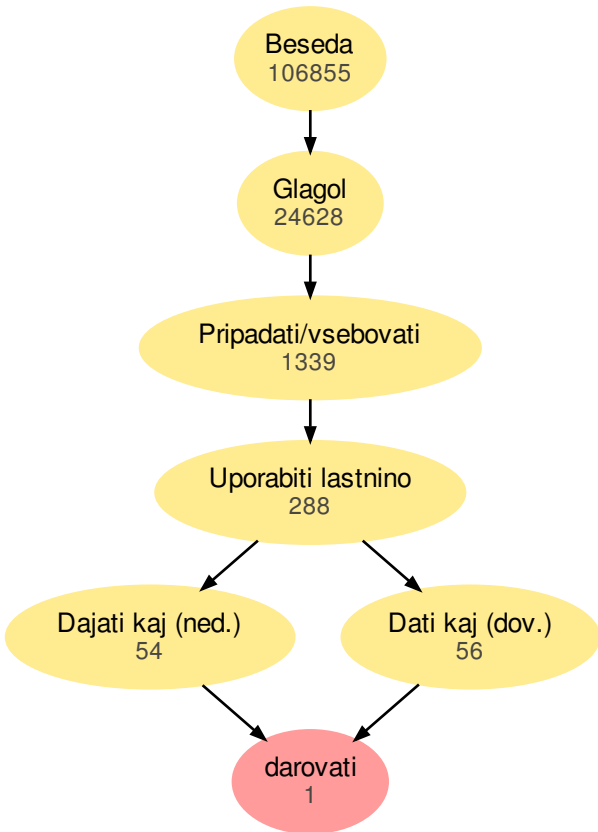 Beseda
106855
Glagol
24628
Pripadati/vsebovati
1339
Uporabiti lastnino
288
Dajati kaj (ned.)
54
Dati kaj (dov.)
56
darovati
1